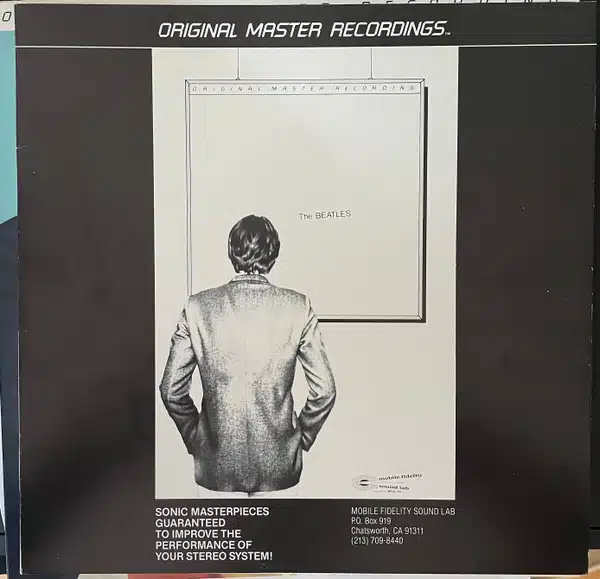 ORIGINAL MASTER RECORDINGS™
ORIGINAL MASTER RECORDING
The BEATLES
mobile fidelity
sound lab
SONIC MASTERPIECES
GUARANTEED
TO IMPROVE THE
PERFORMANCE OF
YOUR STEREO SYSTEM!
MOBILE FIDELITY SOUND LAB
P.O. Box 919
Chatsworth, CA 91311
(213) 709-8440